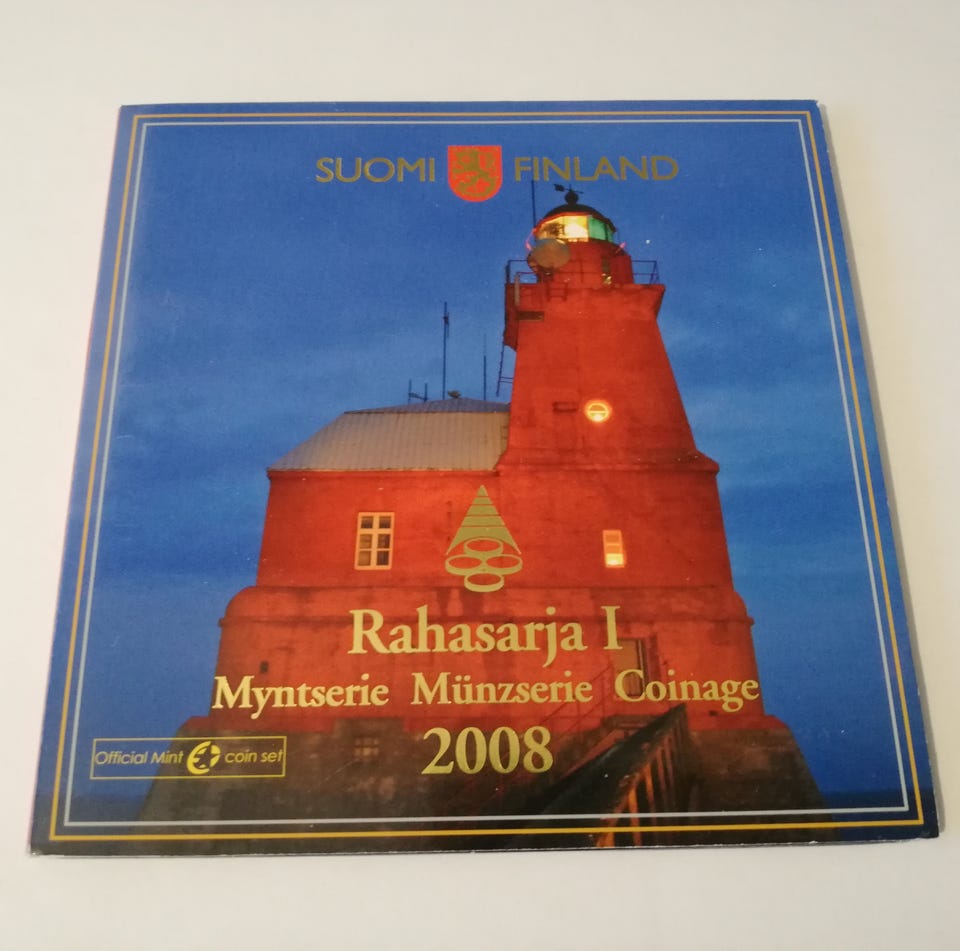 SUOMI FINLAND
Rahasarja I
Myntserie Münzserie Coinage
2008
Official Mint coin set